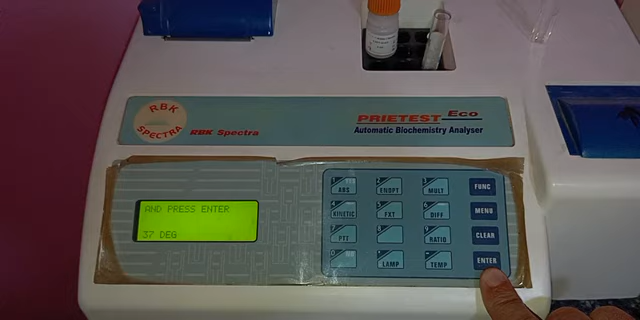 RBK
SPECTRA
RBK Spectra
PRIETEST Eco
Automatic Biochemistry Analyser
AND PRESS ENTER
37 DEG
ABS
ENDPT
MULT
FUNC
KINETIC
FXT
DIFF
MENU
PTT
RATIO
CLEAR
LAMP
TEMP
ENTER